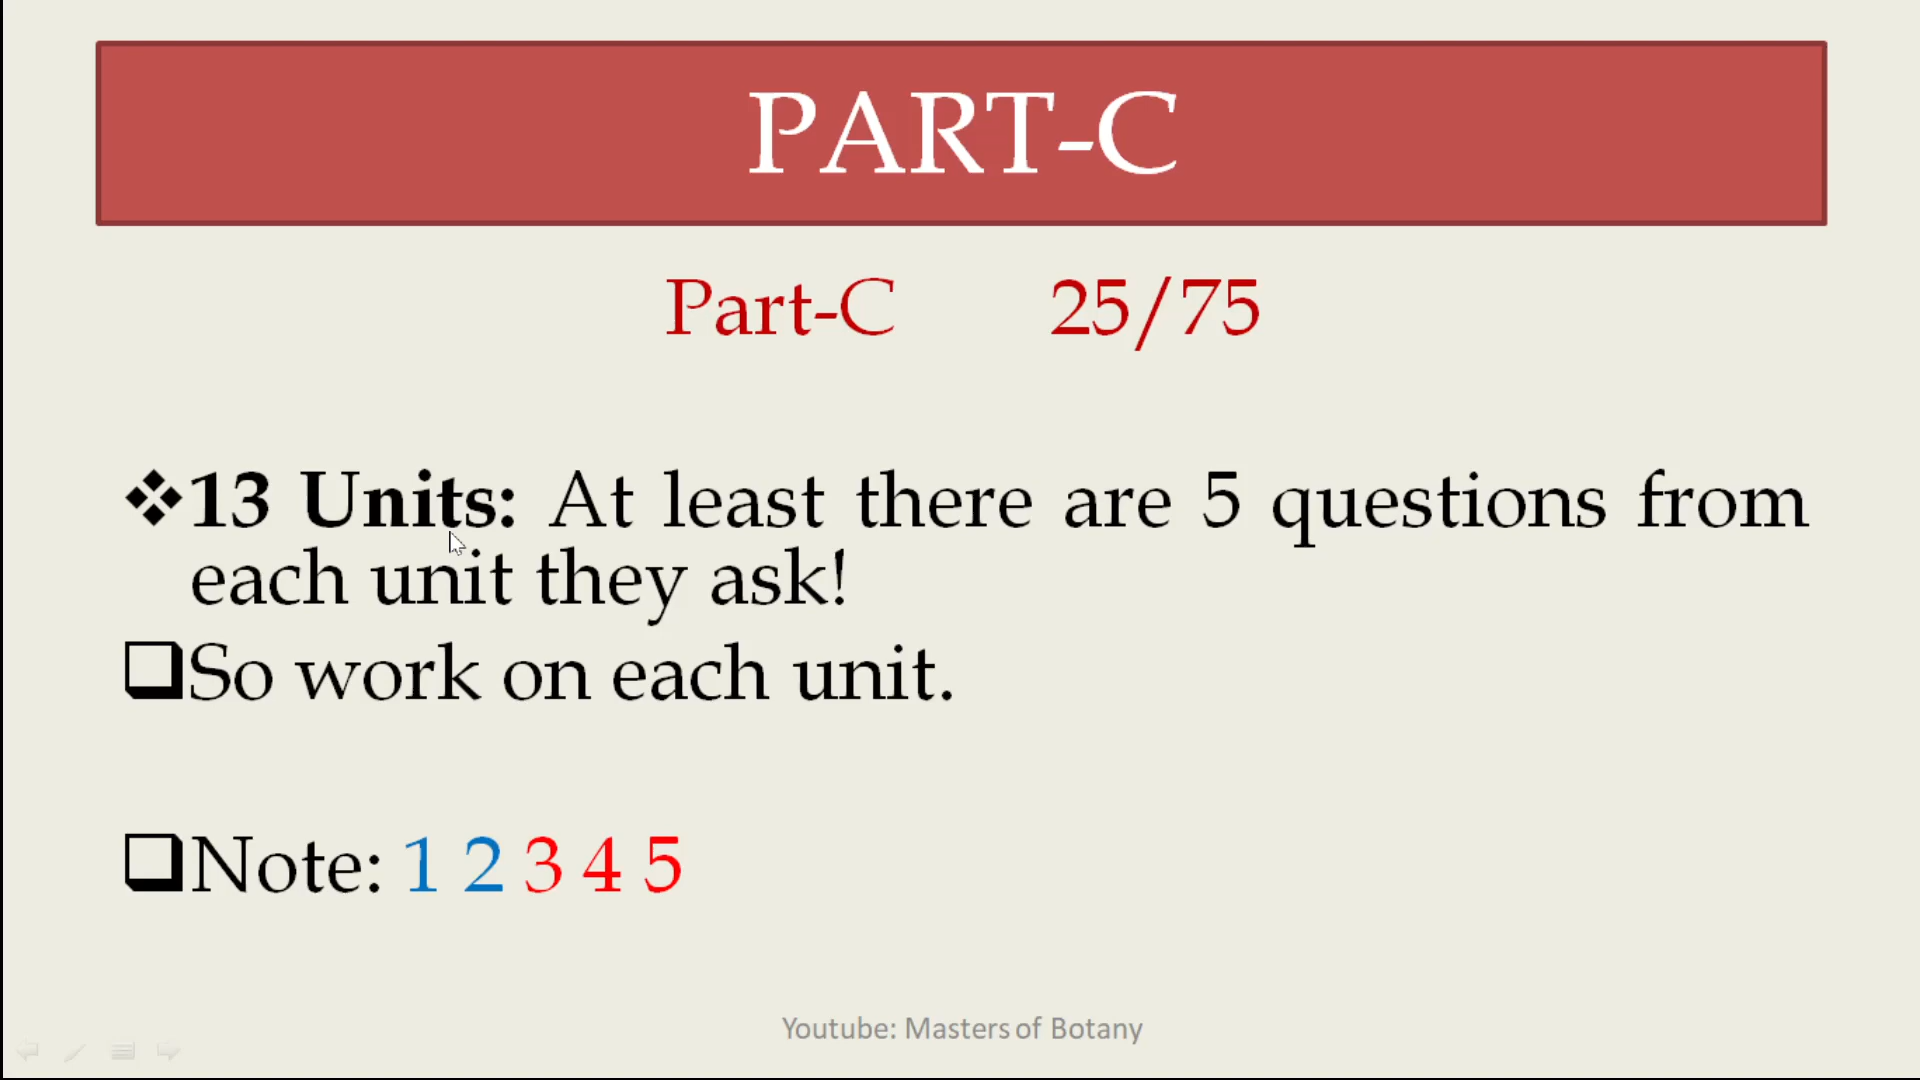 PART-C
Part-C 25/75
❖13 Units: At least there are 5 questions from
each unit they ask!
❑So work on each unit.
❑Note: 1 2 3 4 5
Youtube: Masters of Botany